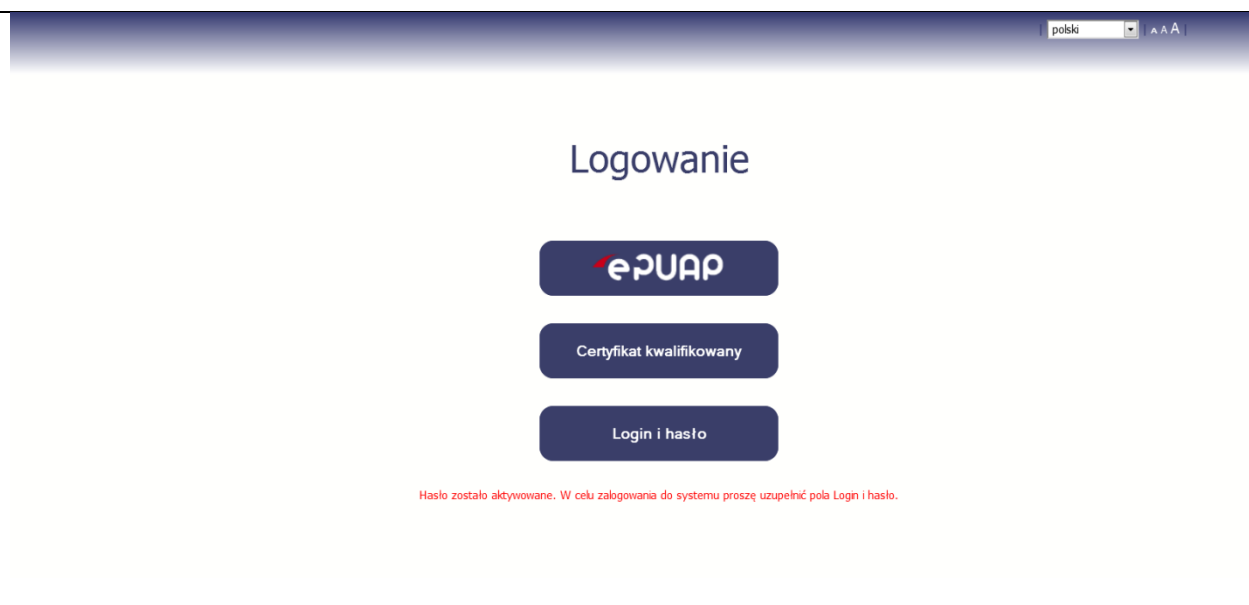 polski
A A A
Logowanie
ePUAP
Certyfikat kwalifikowany
Login i hasło
Hasło zostało aktywowane. W celu zalogowania do systemu proszę uzupełnić pola Login i hasło.